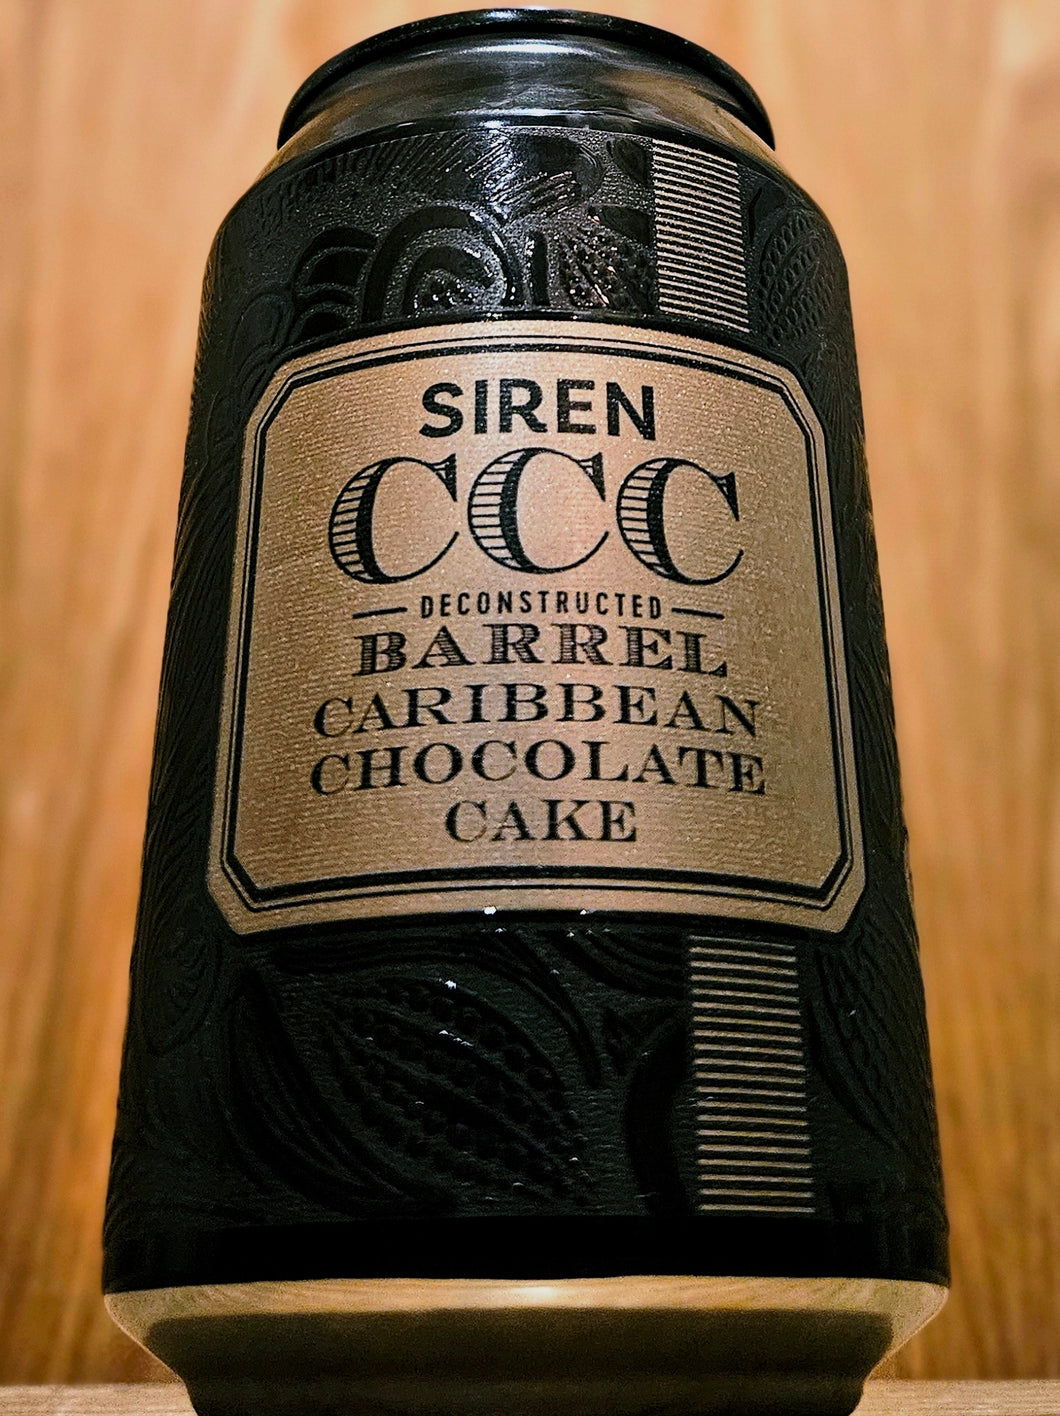 SIREN
CCC
DECONSTRUCTED
BARREL
CARIBBEAN
CHOCOLATE
CAKE